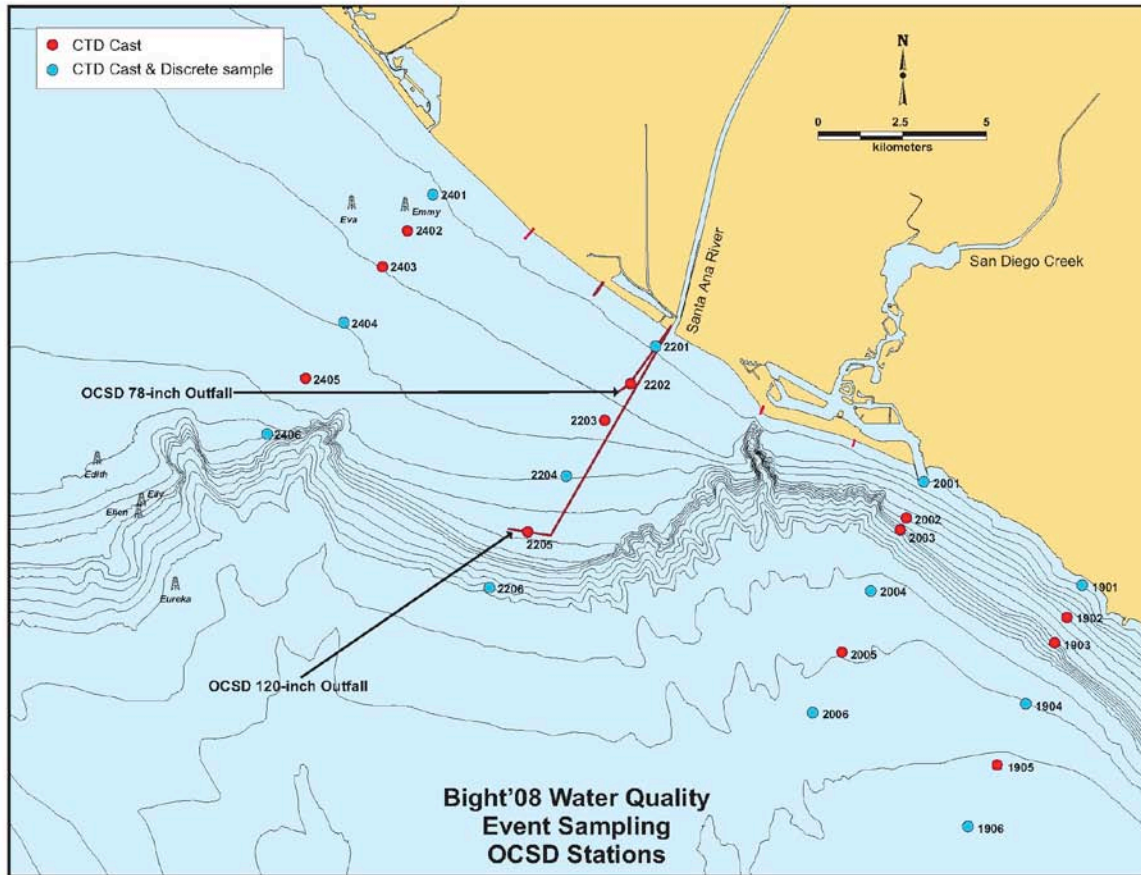 CTD Cast
CTD Cast & Discrete sample
N
0 2.5 5
kilometers
2401
Eva
Emmy
2402
2403
2404
2405
2406
San Diego Creek
Santa Ana River
2201
2202
OCSD 78-inch Outfall
2203
2204
2205
2206
Edith
Elly
Ellen
Eureka
OCSD 120-inch Outfall
2001
2002
2003
2004
2005
2006
1901
1902
1903
1904
1905
1906
Bight'08 Water Quality
Event Sampling
OCSD Stations